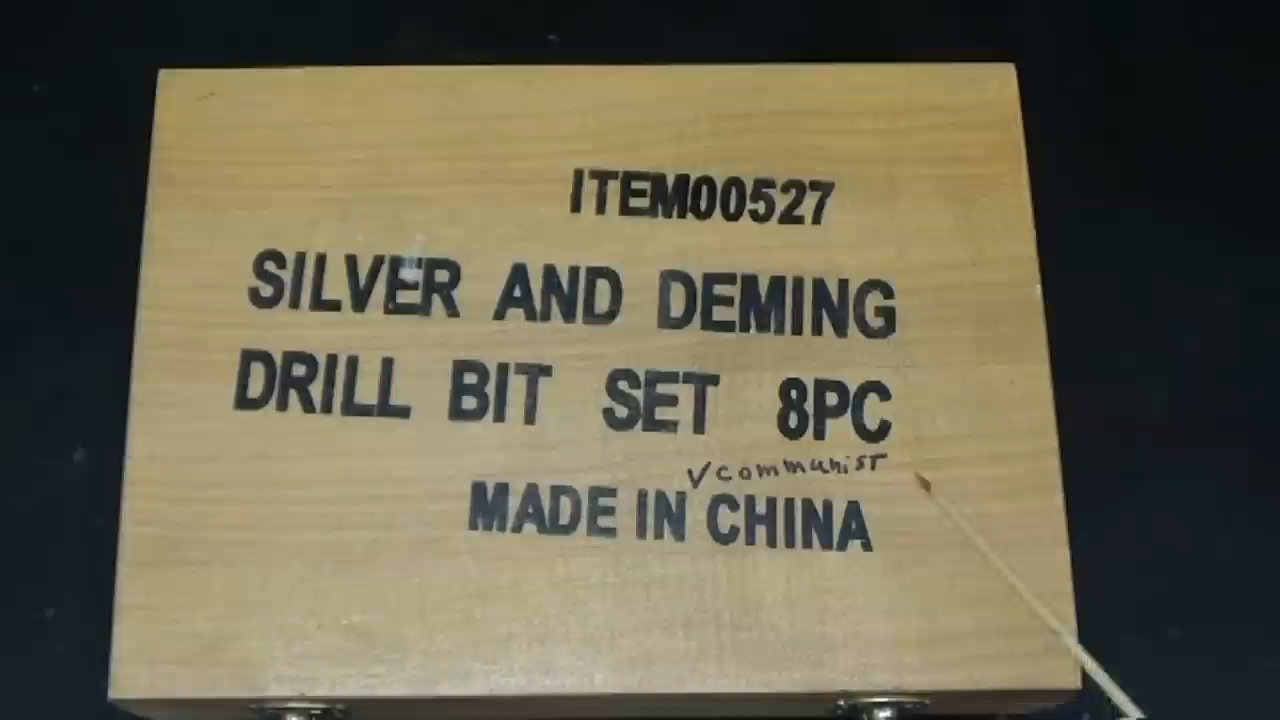 ITEM00527
SILVER AND DEMING
DRILL BIT SET 8PC
√communist
MADE IN CHINA